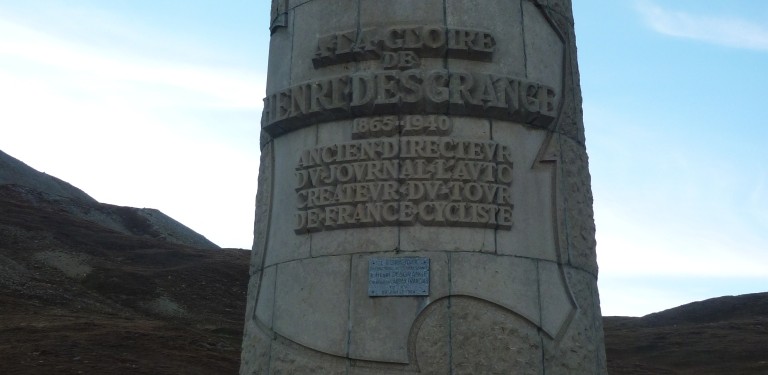 A·LA·GLOIRE
DE
HENRI DESGRANGE
1865-1940
ANCIEN·DIRECTEVR
DV·JOVRNAL·L'AVTO
CREATEVR·DV·TOVR
DE·FRANCE·CYCLISTE